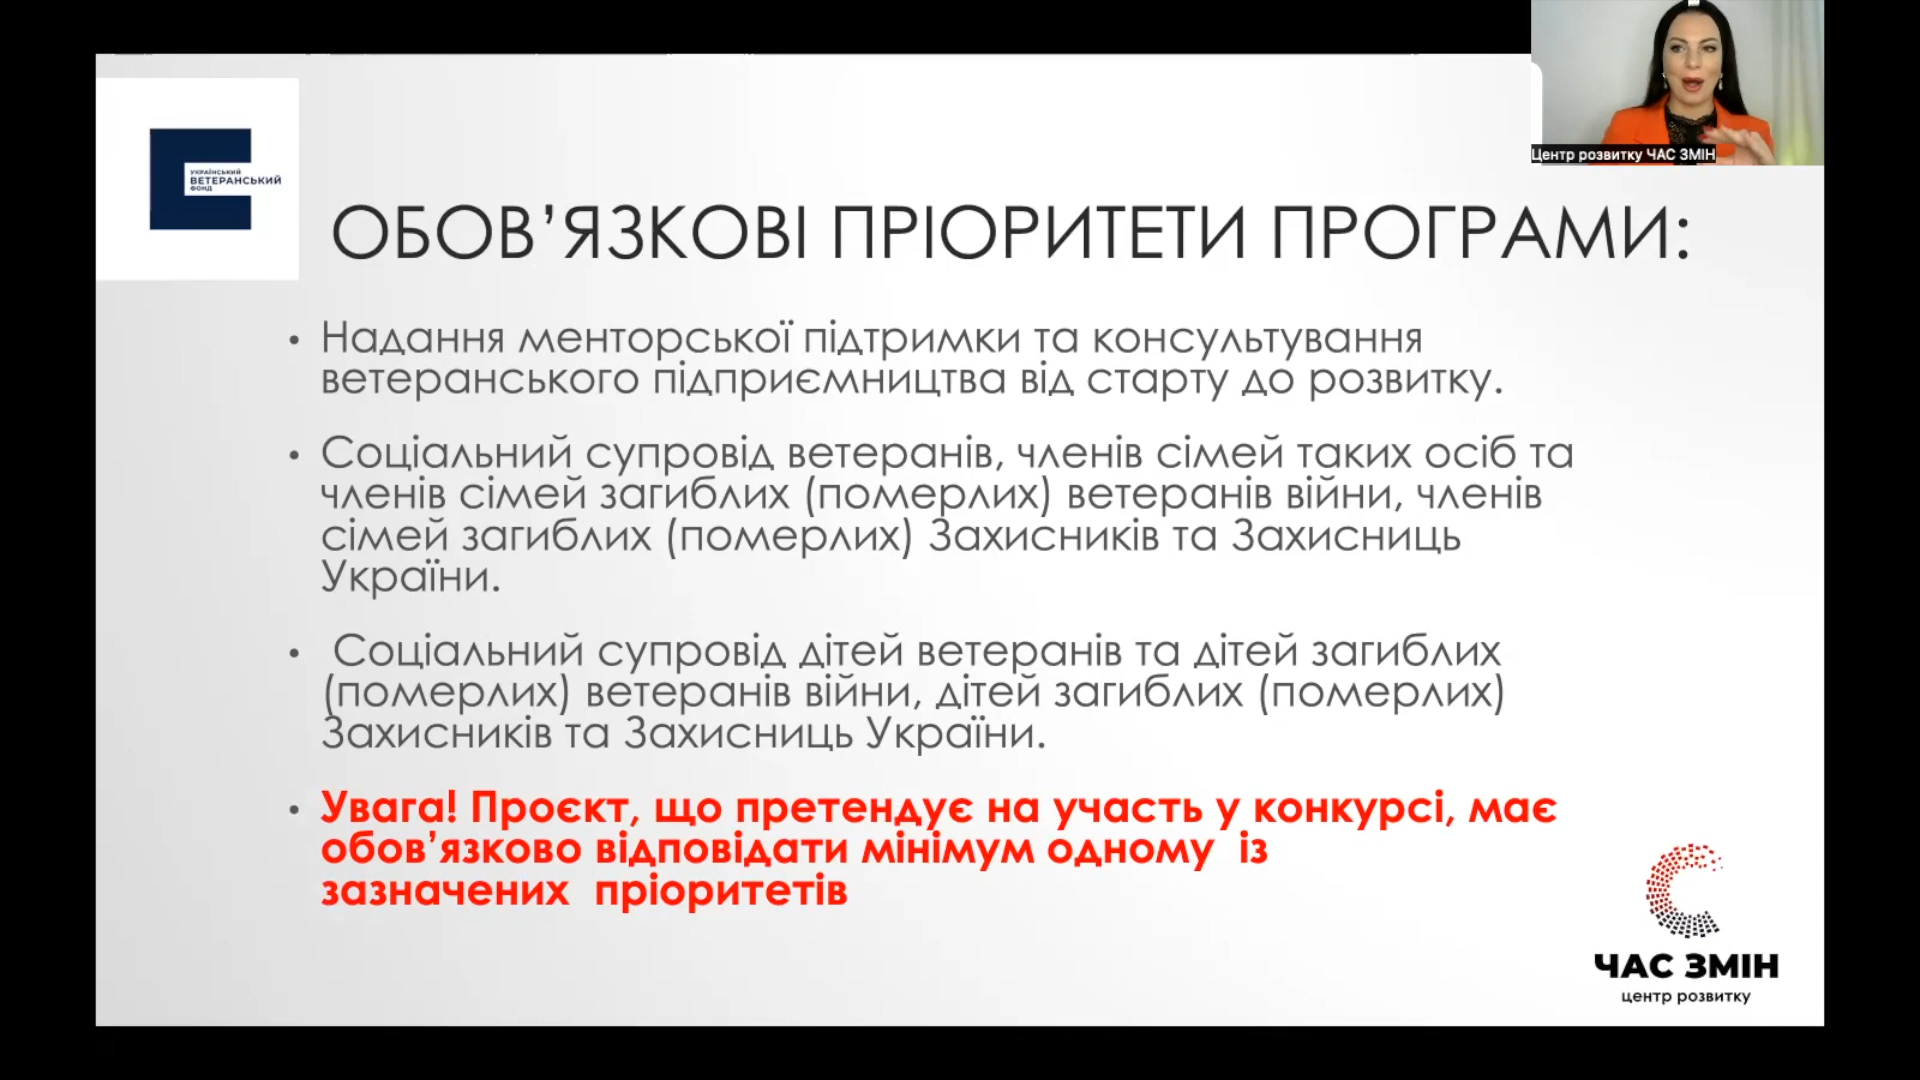 Центр розвитку ЧАС ЗМІН
УКРАЇНСЬКИЙ
ВЕТЕРАНСЬКИЙ
ФОНД
ОБОВ’ЯЗКОВІ ПРІОРИТЕТИ ПРОГРАМИ:
• Надання менторської підтримки та консультування
ветеранського підприємництва від старту до розвитку.
• Соціальний супровід ветеранів, членів сімей таких осіб та
членів сімей загиблих (померлих) ветеранів війни, членів
сімей загиблих (померлих) Захисників та Захисниць
України.
• Соціальний супровід дітей ветеранів та дітей загиблих
(померлих) ветеранів війни, дітей загиблих (померлих)
Захисників та Захисниць України.
• Увага! Проєкт, що претендує на участь у конкурсі, має
обов’язково відповідати мінімум одному із
зазначених пріоритетів
ЧАС ЗМІН
центр розвитку